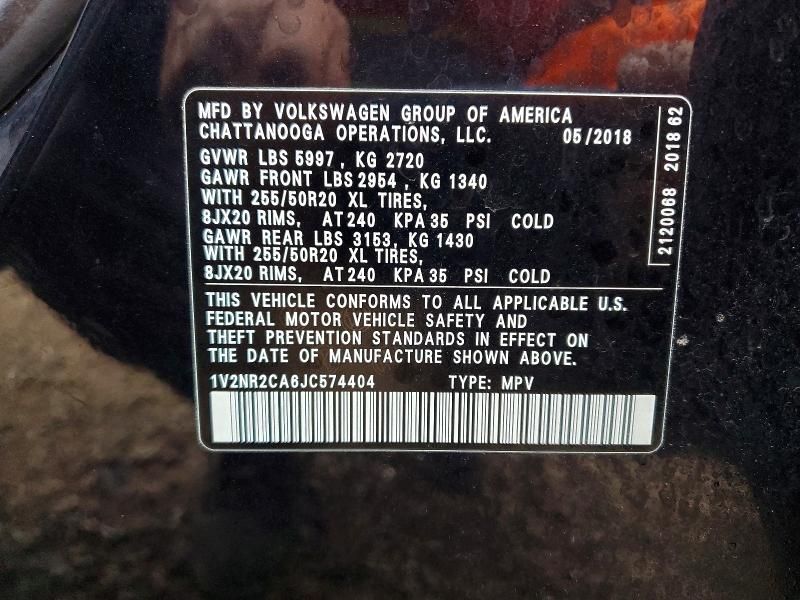 MFD BY VOLKSWAGEN GROUP OF AMERICA
CHATTANOOGA OPERATIONS, LLC. 05/2018
GVWR LBS 5997, KG 2720
GAWR FRONT LBS 2954, KG 1340
WITH 255/50R20 XL TIRES,
8JX20 RIMS, AT 240 KPA 35 PSI COLD
GAWR REAR LBS 3153, KG 1430
WITH 255/50R20 XL TIRES,
8JX20 RIMS, AT 240 KPA 35 PSI COLD
THIS VEHICLE CONFORMS TO ALL APPLICABLE U.S.
FEDERAL MOTOR VEHICLE SAFETY AND
THEFT PREVENTION STANDARDS IN EFFECT ON
THE DATE OF MANUFACTURE SHOWN ABOVE.
1V2NR2CA6JC574404 TYPE: MPV
2120068 2018 62